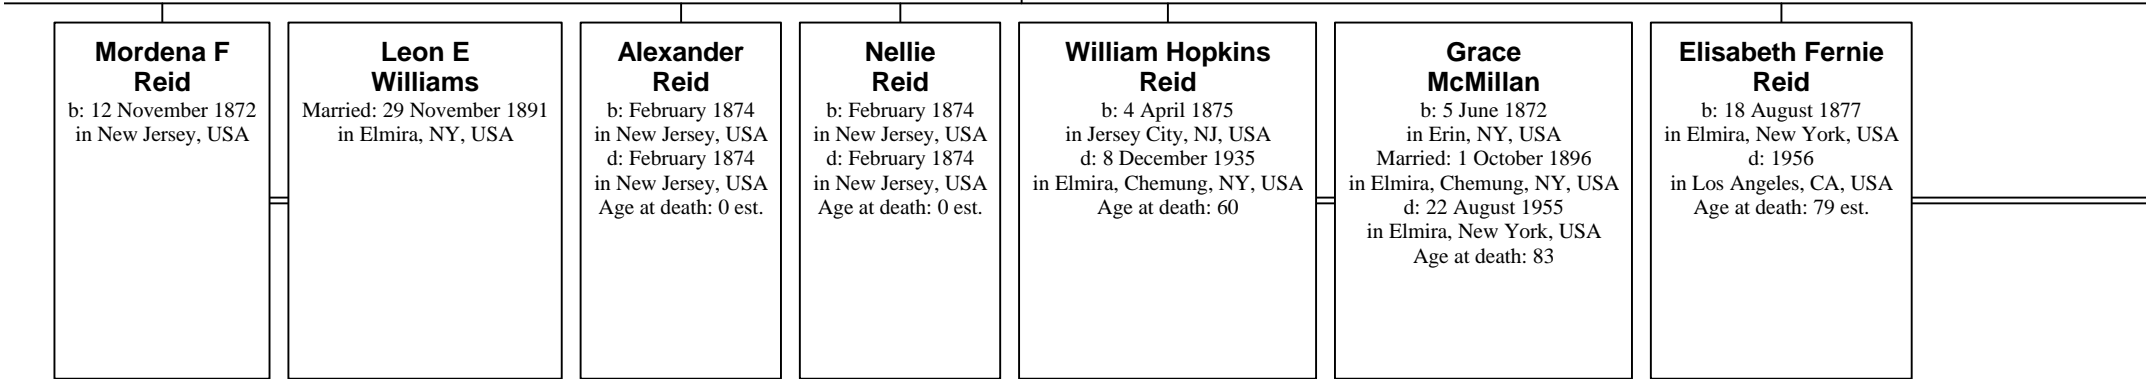 Mordena F
Reid
b: 12 November 1872
in New Jersey, USA
Leon E
Williams
Married: 29 November 1891
in Elmira, NY, USA
Alexander
Reid
b: February 1874
in New Jersey, USA
d: February 1874
in New Jersey, USA
Age at death: 0 est.
Nellie
Reid
b: February 1874
in New Jersey, USA
d: February 1874
in New Jersey, USA
Age at death: 0 est.
William Hopkins
Reid
b: 4 April 1875
in Jersey City, NJ, USA
d: 8 December 1935
in Elmira, Chemung, NY, USA
Age at death: 60
Grace
McMillan
b: 5 June 1872
in Erin, NY, USA
Married: 1 October 1896
in Elmira, Chemung, NY, USA
d: 22 August 1955
in Elmira, New York, USA
Age at death: 83
Elisabeth Fernie
Reid
b: 18 August 1877
in Elmira, New York, USA
d: 1956
in Los Angeles, CA, USA
Age at death: 79 est.